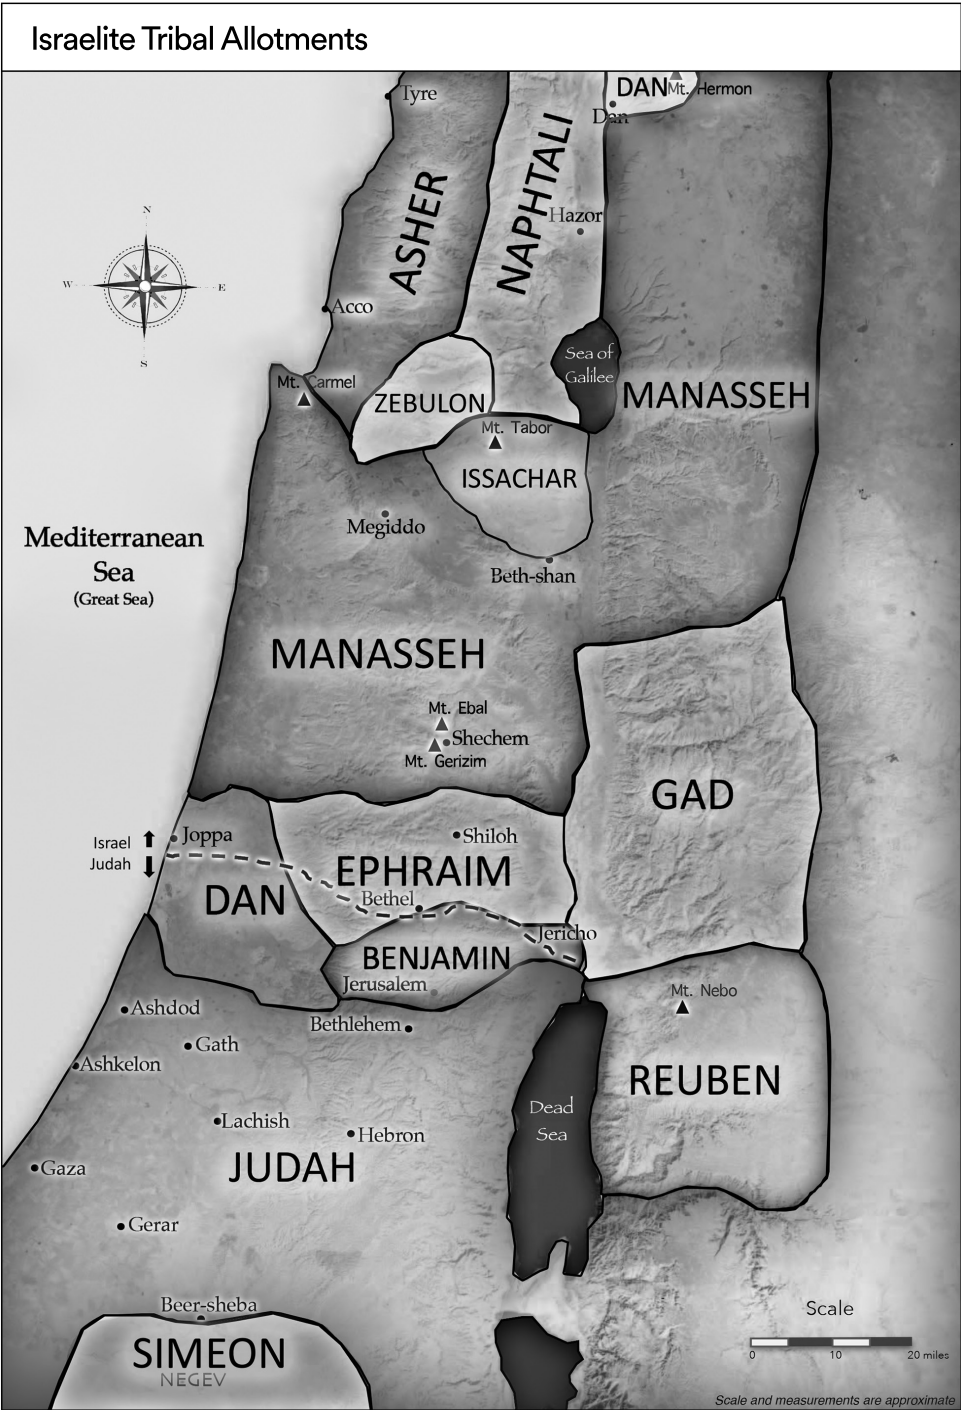 Israelite Tribal Allotments
DAN
Mt. Hermon
Tyre
Dan
NAPHTALI
ASHER
Hazor
N
W
E
S
Acco
Sea of
Galilee
Mt. Carmel
MANASSEH
ZEBULON
Mt. Tabor
ISSACHAR
Megiddo
Mediterranean
Sea
(Great Sea)
Beth-shan
MANASSEH
Mt. Ebal
Shechem
Mt. Gerizim
GAD
Israel
Judah
Joppa
Shiloh
EPHRAIM
Bethel
DAN
Jericho
BENJAMIN
Jerusalem
Mt. Nebo
Ashdod
Bethlehem
Gath
Ashkelon
REUBEN
Dead
Sea
Lachish
Hebron
JUDAH
Gaza
Gerar
Beer-sheba
Scale
SIMEON
NEGEV
0 10 20 miles
Scale and measurements are approximate